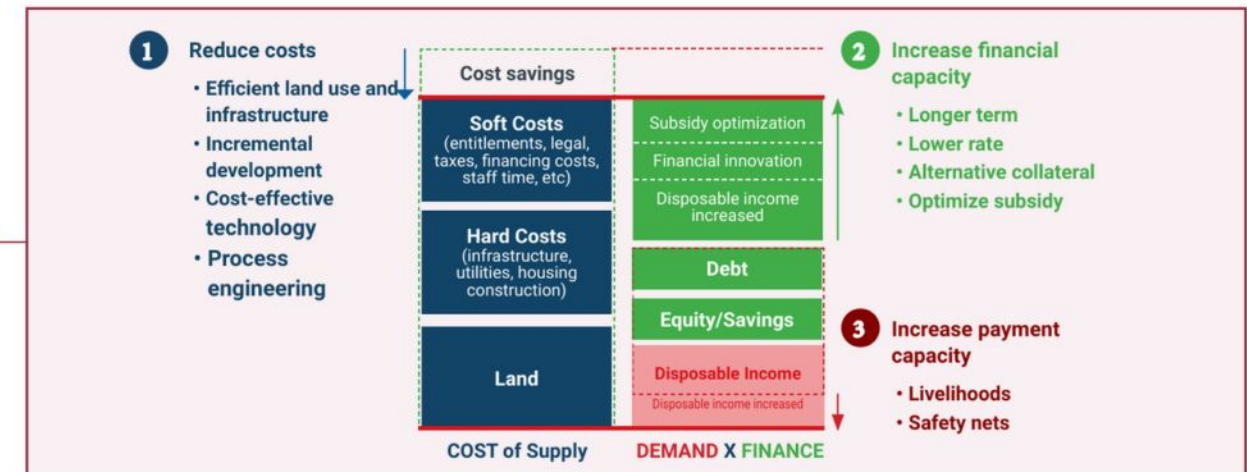 1 Reduce costs
• Efficient land use and
infrastructure
• Incremental
development
• Cost-effective
technology
• Process
engineering
Cost savings
Soft Costs
(entitlements, legal,
taxes, financing costs,
staff time, etc)
Hard Costs
(infrastructure,
utilities, housing
construction)
Land
COST of Supply
Subsidy optimization
Financial innovation
Disposable income
increased
Debt
Equity/Savings
Disposable Income
Disposable income increased
DEMAND X FINANCE
2 Increase financial
capacity
• Longer term
• Lower rate
• Alternative collateral
• Optimize subsidy
3 Increase payment
capacity
• Livelihoods
• Safety nets